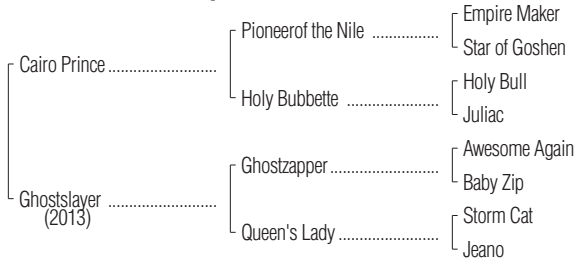 Empire Maker
Pioneerof the Nile ................
Star of Goshen
Cairo Prince ..........................
Holy Bull
Holy Bubbette ......................
Juliac
Awesome Again
Ghostzapper..........................
Baby Zip
Ghostslayer ..........................
(2013)
Storm Cat
Queen's Lady ........................
Jeano